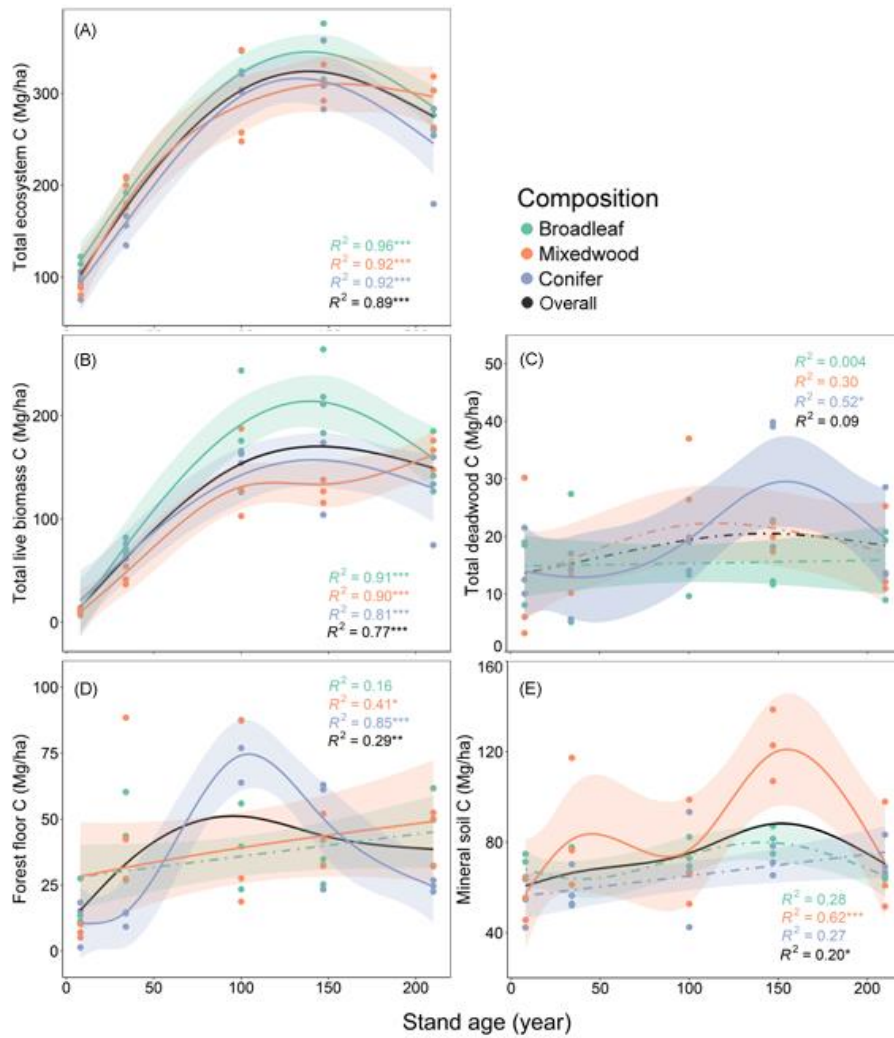 (A)
Total ecosystem C (Mg/ha)
300
200
100
R² = 0.96***
R² = 0.92***
R² = 0.92***
R² = 0.89***
Composition
Broadleaf
Mixedwood
Conifer
Overall
(B)
Total live biomass C (Mg/ha)
200
100
0
R² = 0.91***
R² = 0.90***
R² = 0.81***
R² = 0.77***
(C)
Total deadwood C (Mg/ha)
50
40
30
20
10
0
R² = 0.004
R² = 0.30
R² = 0.52*
R² = 0.09
(D)
Forest floor C (Mg/ha)
100
75
50
25
0
R² = 0.16
R² = 0.41*
R² = 0.85***
R² = 0.29**
0 50 100 150 200
(E)
Mineral soil C (Mg/ha)
160
120
80
40
R² = 0.28
R² = 0.62***
R² = 0.27
R² = 0.20*
0 50 100 150 200
Stand age (year)